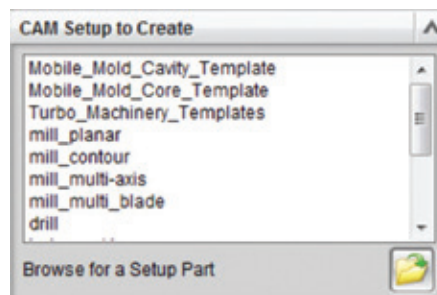 CAM Setup to Create
Mobile_Mold_Cavity_Template
Mobile_Mold_Core_Template
Turbo_Machinery_Templates
mill_planar
mill_contour
mill_multi-axis
mill_multi_blade
drill
Browse for a Setup Part